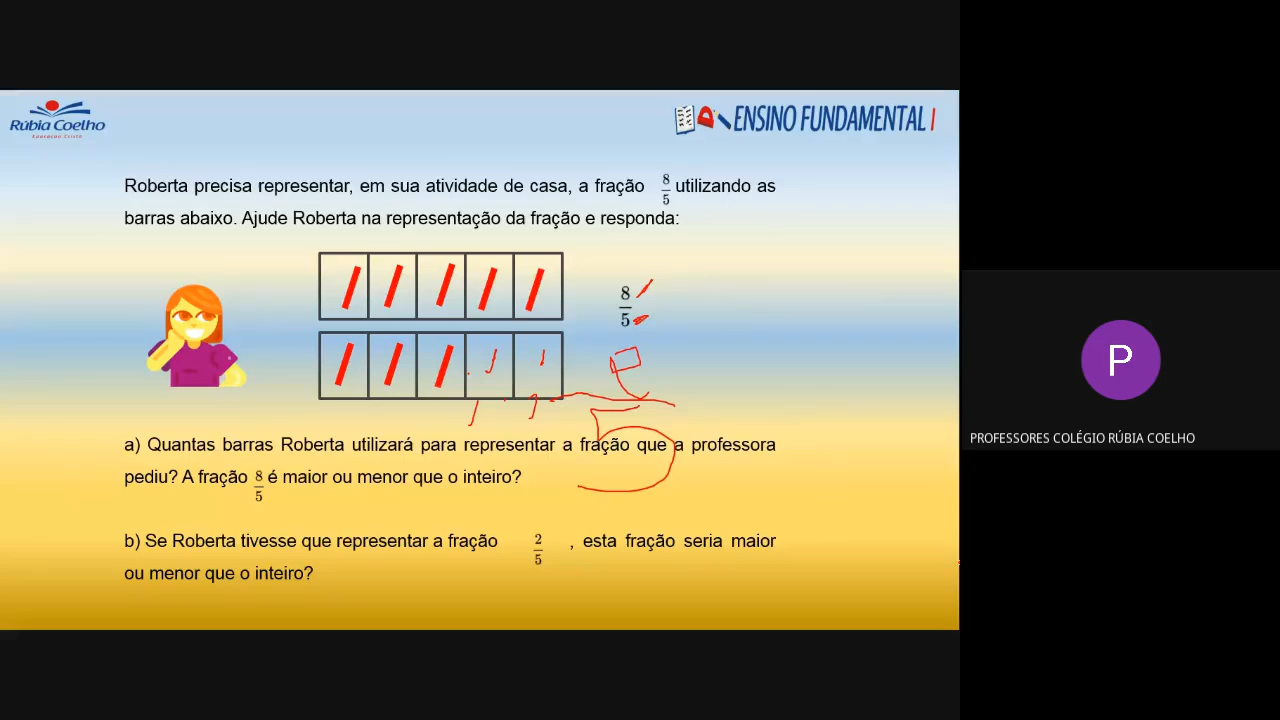 Rúbia Coelho
Educação Cristã
ENSINO FUNDAMENTAL I
Roberta precisa representar, em sua atividade de casa, a fração 8/5 utilizando as
barras abaixo. Ajude Roberta na representação da fração e responda:
8/5
5
a) Quantas barras Roberta utilizará para representar a fração que a professora
pediu? A fração 8/5 é maior ou menor que o inteiro?
b) Se Roberta tivesse que representar a fração 2/5 , esta fração seria maior
ou menor que o inteiro?
P
PROFESSORES COLÉGIO RÚBIA COELHO